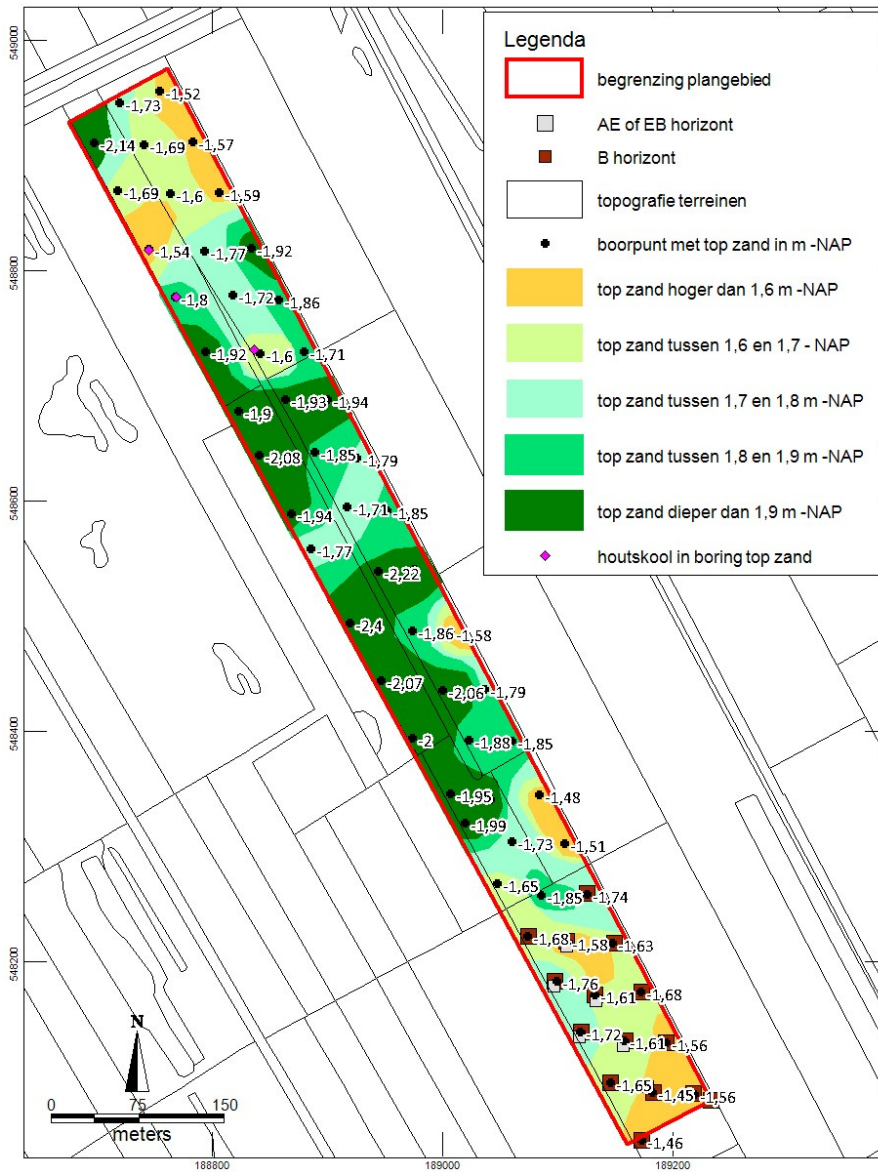 549000
548800
548600
548400
548200
188800
189000
189200
Legenda
begrenzing plangebied
AE of EB horizont
B horizont
topografie terreinen
boorpunt met top zand in m -NAP
top zand hoger dan 1,6 m -NAP
top zand tussen 1,6 en 1,7 - NAP
top zand tussen 1,7 en 1,8 m -NAP
top zand tussen 1,8 en 1,9 m -NAP
top zand dieper dan 1,9 m -NAP
houtskool in boring top zand
-1,52
-1,73
-2,14 -1,69 -1,57
-1,69 -1,6 -1,59
-1,54 -1,77 -1,92
-1,8 -1,72 -1,86
-1,92 -1,6 -1,71
-1,9 -1,93 -1,94
-2,08 -1,85 -1,79
-1,94 -1,71 -1,85
-1,77
-2,22
-2,4 -1,86 -1,58
-2,07 -2,06 -1,79
-2 -1,88 -1,85
-1,95 -1,48
-1,99 -1,73 -1,51
-1,65 -1,85 -1,74
-1,68 -1,58 -1,63
-1,76 -1,61 -1,68
-1,72 -1,61 -1,56
-1,65 -1,45 -1,56
-1,46
N
0 75 150
meters